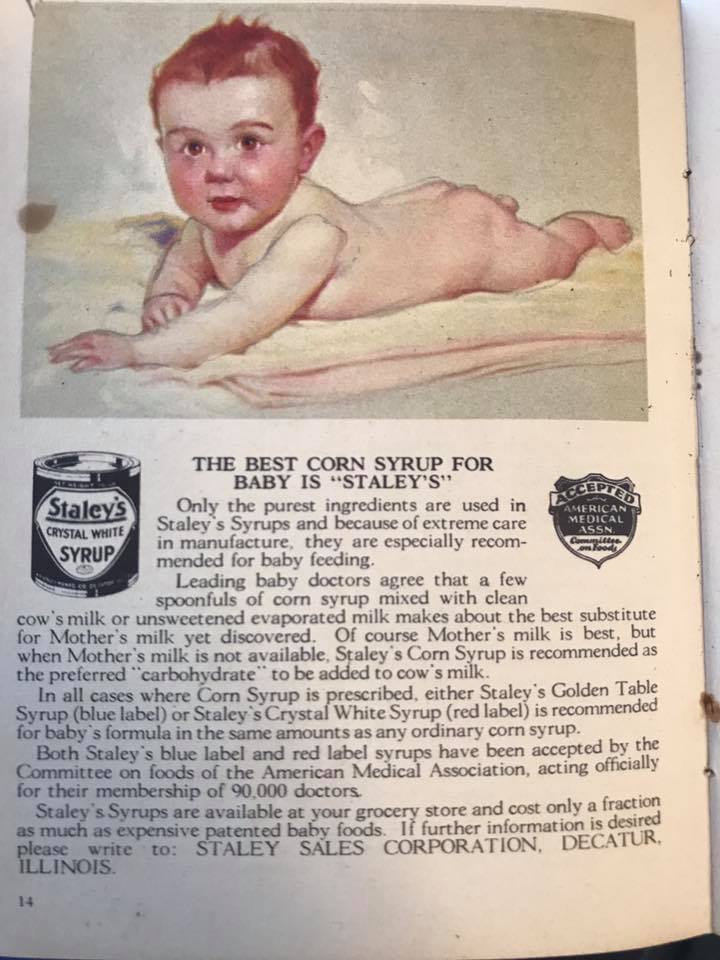 THE BEST CORN SYRUP FOR
BABY IS "STALEY'S"
Staley's
CRYSTAL WHITE
SYRUP
ACCEPTED
AMERICAN
MEDICAL
ASSN.
Committee
on Foods
Only the purest ingredients are used in
Staley's Syrups and because of extreme care
in manufacture, they are especially recom-
mended for baby feeding.
Leading baby doctors agree that a few
spoonfuls of corn syrup mixed with clean
cow's milk or unsweetened evaporated milk makes about the best substitute
for Mother's milk yet discovered. Of course Mother's milk is best, but
when Mother's milk is not available, Staley's Corn Syrup is recommended as
the preferred "carbohydrate" to be added to cow's milk.
In all cases where Corn Syrup is prescribed, either Staley's Golden Table
Syrup (blue label) or Staley's Crystal White Syrup (red label) is recommended
for baby's formula in the same amounts as any ordinary corn syrup.
Both Staley's blue label and red label syrups have been accepted by the
Committee on foods of the American Medical Association, acting officially
for their membership of 90,000 doctors.
Staley's Syrups are available at your grocery store and cost only a fraction
as much as expensive patented baby foods. If further information is desired
please write to: STALEY SALES CORPORATION, DECATUR,
ILLINOIS.
14